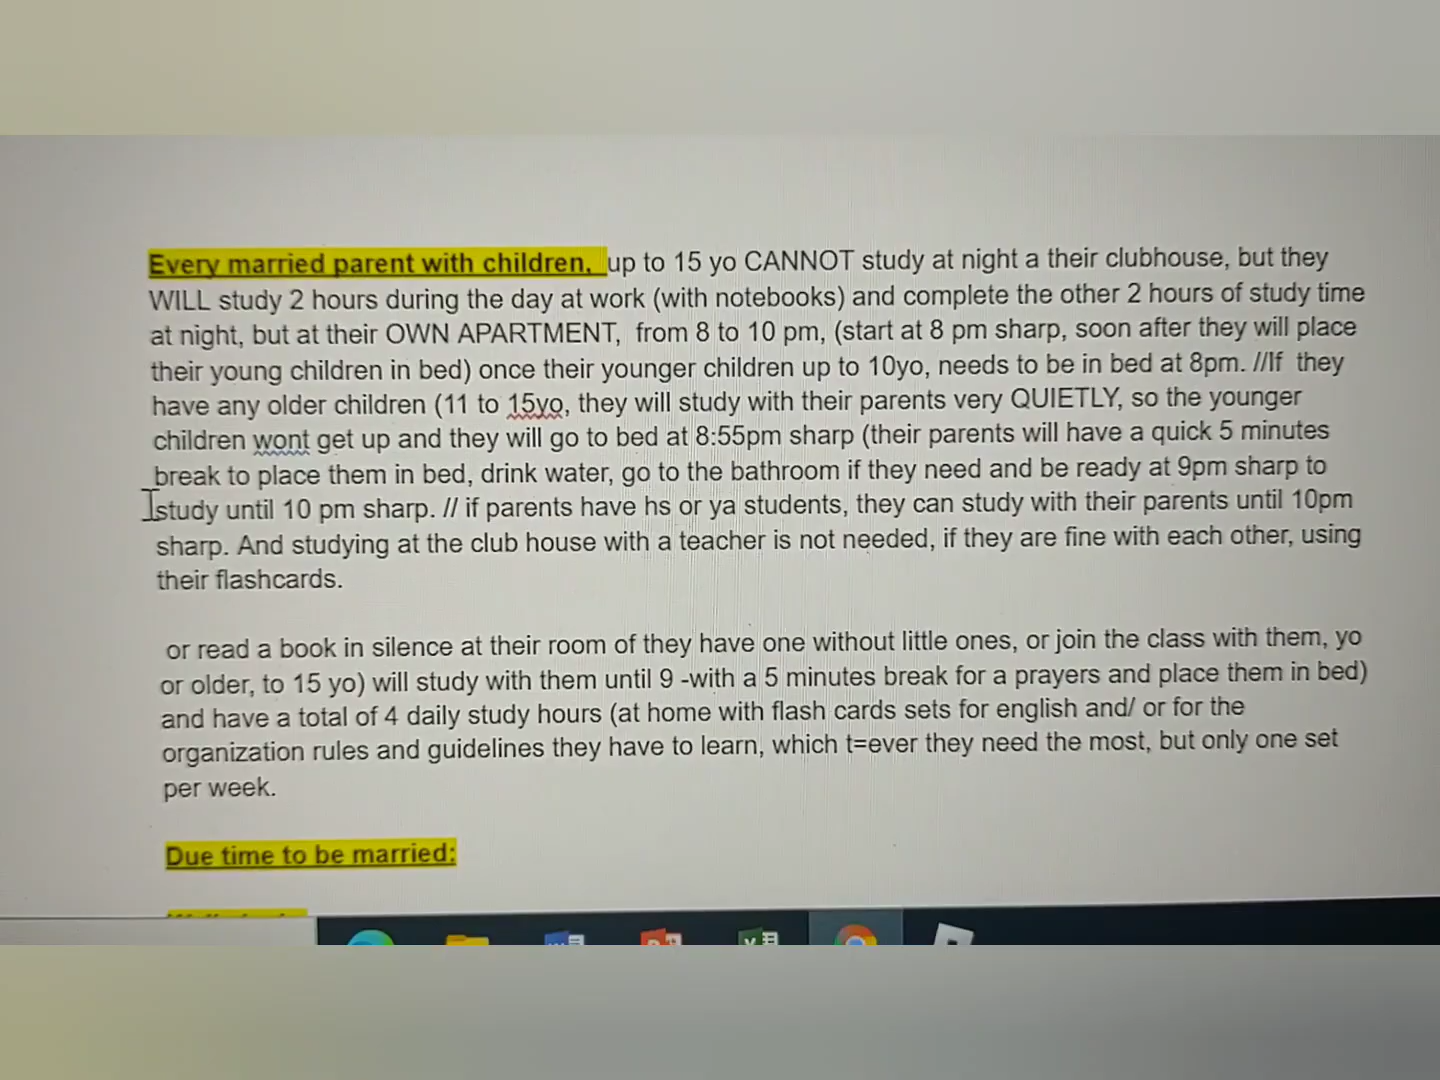 Every married parent with children, up to 15 yo CANNOT study at night a their clubhouse, but they
WILL study 2 hours during the day at work (with notebooks) and complete the other 2 hours of study time
at night, but at their OWN APARTMENT, from 8 to 10 pm, (start at 8 pm sharp, soon after they will place
their young children in bed) once their younger children up to 10yo, needs to be in bed at 8pm. //If they
have any older children (11 to 15yo, they will study with their parents very QUIETLY, so the younger
children wont get up and they will go to bed at 8:55pm sharp (their parents will have a quick 5 minutes
break to place them in bed, drink water, go to the bathroom if they need and be ready at 9pm sharp to
study until 10 pm sharp. // if parents have hs or ya students, they can study with their parents until 10pm
sharp. And studying at the club house with a teacher is not needed, if they are fine with each other, using
their flashcards.
or read a book in silence at their room of they have one without little ones, or join the class with them, yo
or older, to 15 yo) will study with them until 9 -with a 5 minutes break for a prayers and place them in bed)
and have a total of 4 daily study hours (at home with flash cards sets for english and/ or for the
organization rules and guidelines they have to learn, which t=ever they need the most, but only one set
per week.
Due time to be married: